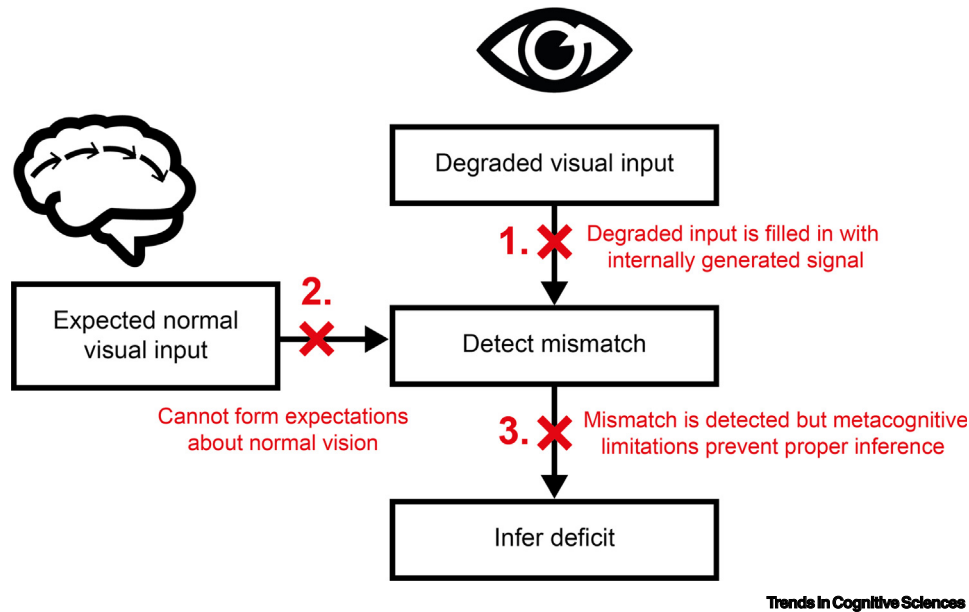 Degraded visual input
1.
Degraded input is filled in with
internally generated signal
Expected normal
visual input
2.
Detect mismatch
Cannot form expectations
about normal vision
3.
Mismatch is detected but metacognitive
limitations prevent proper inference
Infer deficit
Trends in Cognitive Sciences